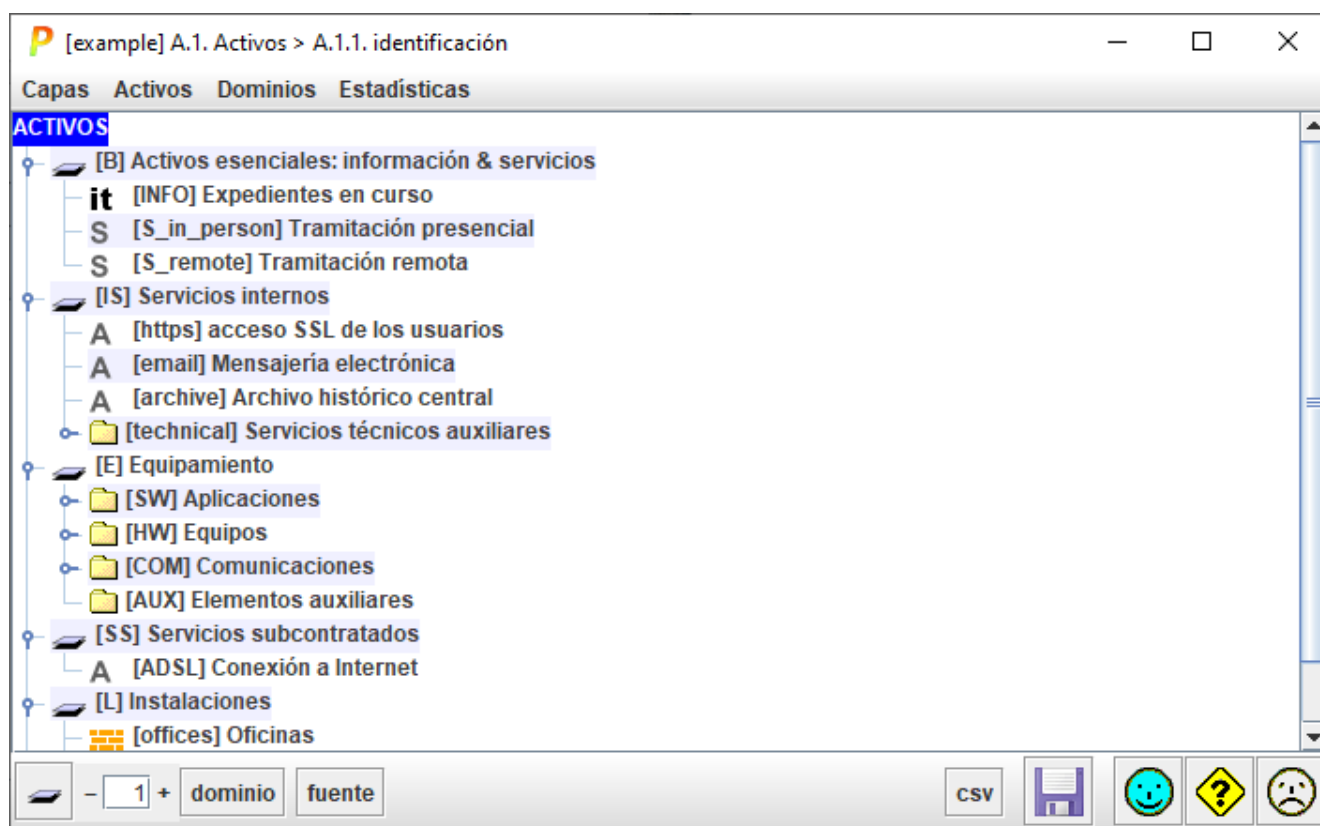 P [example] A.1. Activos > A.1.1. identificación
Capas Activos Dominios Estadísticas
ACTIVOS
[B] Activos esenciales: información & servicios
it [INFO] Expedientes en curso
S [S_in_person] Tramitación presencial
S [S_remote] Tramitación remota
[IS] Servicios internos
A [https] acceso SSL de los usuarios
A [email] Mensajería electrónica
A [archive] Archivo histórico central
[technical] Servicios técnicos auxiliares
[E] Equipamiento
[SW] Aplicaciones
[HW] Equipos
[COM] Comunicaciones
[AUX] Elementos auxiliares
[SS] Servicios subcontratados
A [ADSL] Conexión a Internet
[L] Instalaciones
[offices] Oficinas
– 1 + dominio fuente csv ?